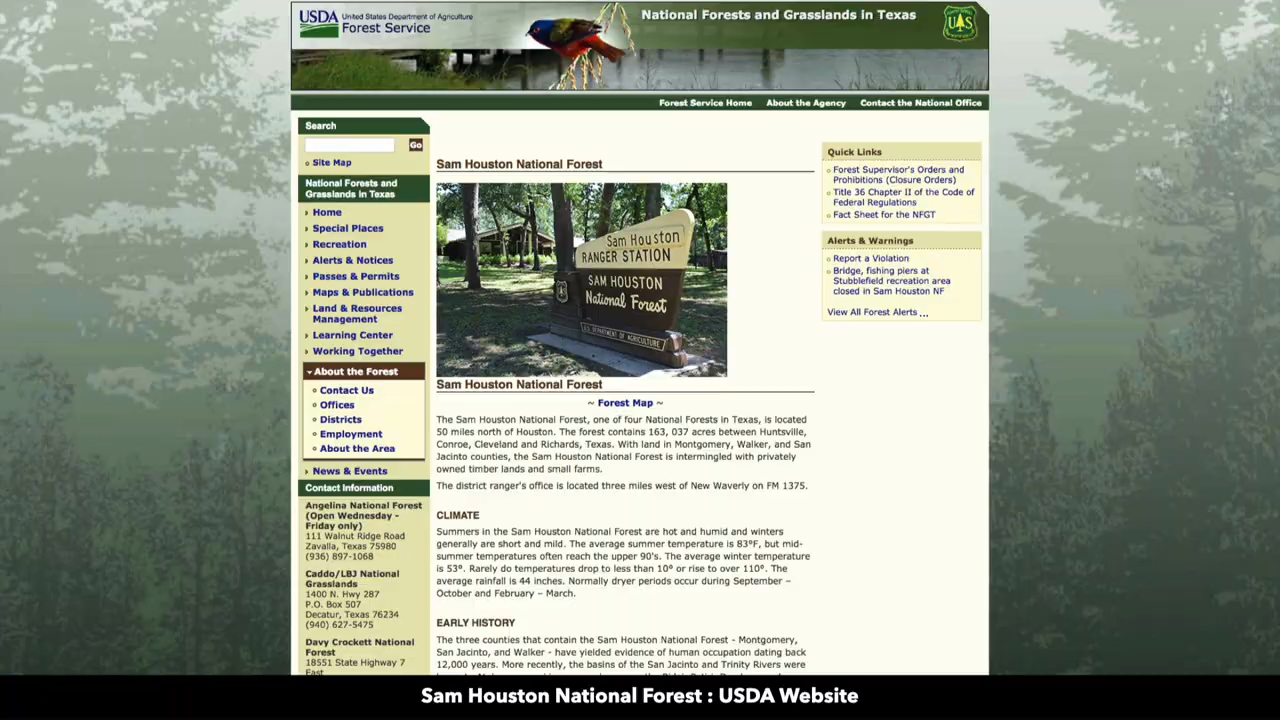 USDA
United States Department of Agriculture
Forest Service
National Forests and Grasslands in Texas
FOREST SERVICE
U S
Forest Service Home About the Agency Contact the National Office
Search
Go
Site Map
National Forests and
Grasslands in Texas
Home
Special Places
Recreation
Alerts & Notices
Passes & Permits
Maps & Publications
Land & Resources
Management
Learning Center
Working Together
About the Forest
Contact Us
Offices
Districts
Employment
About the Area
News & Events
Contact Information
Angelina National Forest
(Open Wednesday -
Friday only)
111 Walnut Ridge Road
Zavalla, Texas 75980
(936) 897-1068
Caddo/LBJ National
Grasslands
1400 N. Hwy 287
P.O. Box 507
Decatur, Texas 76234
(940) 627-5475
Davy Crockett National
Forest
18551 State Highway 7
East
Sam Houston National Forest
Sam Houston
RANGER STATION
SAM HOUSTON
National Forest
U.S. DEPARTMENT OF AGRICULTURE
Sam Houston National Forest
~ Forest Map ~
The Sam Houston National Forest, one of four National Forests in Texas, is located
50 miles north of Houston. The forest contains 163, 037 acres between Huntsville,
Conroe, Cleveland and Richards, Texas. With land in Montgomery, Walker, and San
Jacinto counties, the Sam Houston National Forest is intermingled with privately
owned timber lands and small farms.
The district ranger's office is located three miles west of New Waverly on FM 1375.
CLIMATE
Summers in the Sam Houston National Forest are hot and humid and winters
generally are short and mild. The average summer temperature is 83°F, but mid-
summer temperatures often reach the upper 90's. The average winter temperature
is 53°. Rarely do temperatures drop to less than 10° or rise to over 110°. The
average rainfall is 44 inches. Normally dryer periods occur during September –
October and February – March.
EARLY HISTORY
The three counties that contain the Sam Houston National Forest - Montgomery,
San Jacinto, and Walker - have yielded evidence of human occupation dating back
12,000 years. More recently, the basins of the San Jacinto and Trinity Rivers were
Quick Links
Forest Supervisor's Orders and
Prohibitions (Closure Orders)
Title 36 Chapter II of the Code of
Federal Regulations
Fact Sheet for the NFGT
Alerts & Warnings
Report a Violation
Bridge, fishing piers at
Stubblefield recreation area
closed in Sam Houston NF
View All Forest Alerts ...
Sam Houston National Forest : USDA Website